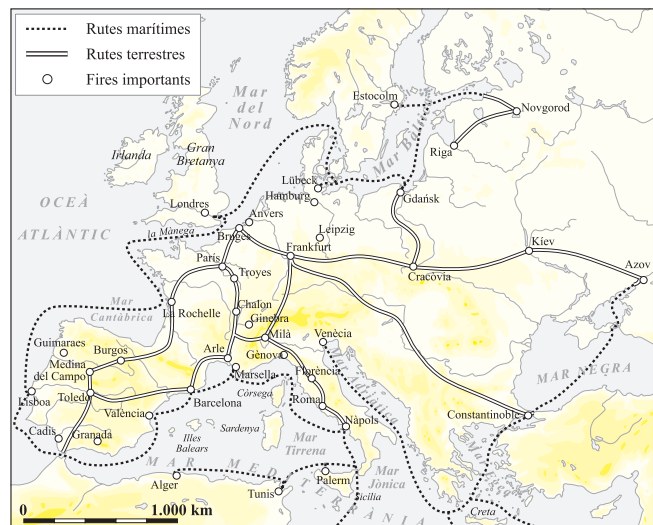 Rutes marítimes
Rutes terrestres
Fires importants
Mar
del
Nord
Estocolm
Novgorod
Riga
Mar Bàltic
Irlanda
Gran
Bretanya
Lübeck
Hamburg
Gdańsk
OCEÀ
ATLÀNTIC
Londres
la Mànega
Anvers
Bruges
Leipzig
Frankfurt
Kíev
Azov
Cracòvia
París
Troyes
Mar
Cantàbrica
La Rochelle
Chalon
Ginebra
Milà
Venècia
Guimaraes
Burgos
Medina
del Campo
Arle
Gènova
Marsella
Florència
MAR NEGRA
Lisboa
Toledo
Barcelona
Còrsega
Roma
València
Nàpols
Constantinoble
Cadis
Granada
Illes
Balears
Sardenya
Mar
Tirrena
Mar
Jònica
MAR MEDITERRÀNIA
Alger
Tunis
Palerm
Sicília
Creta
0
1.000 km